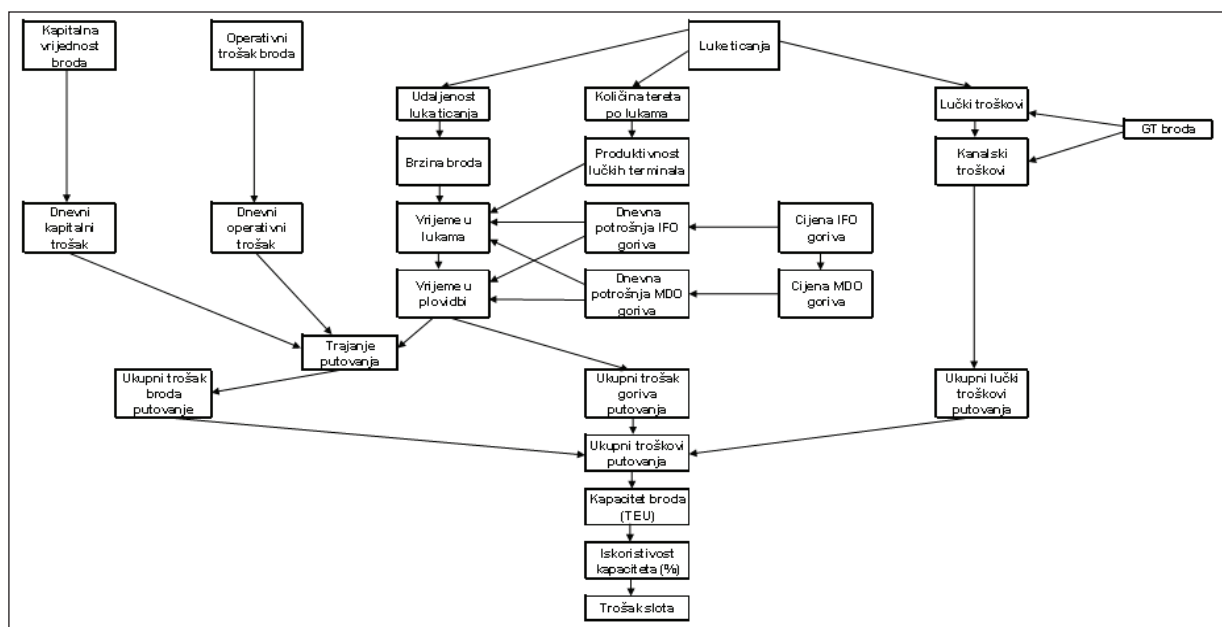 Kapitalna
vrijednost
broda
Operativni
trošak broda
Luke ticanja
Udaljenost
luka ticanja
Količina tereta
po lukama
Lučki troškovi
GT broda
Brzina broda
Produktivnost
lučkih terminala
Kanalski
troškovi
Dnevni
kapitalni
trošak
Dnevni
operativni
trošak
Vrijeme u
lukama
Dnevna
potrošnja IFO
goriva
Cijena IFO
goriva
Vrijeme u
plovidbi
Dnevna
potrošnja MDO
goriva
Cijena MDO
goriva
Trajanje
putovanja
Ukupni trošak
broda
putovanje
Ukupni trošak
goriva
putovanja
Ukupni lučki
troškovi
putovanja
Ukupni troškovi
putovanja
Kapacitet broda
(TEU)
Iskoristivost
kapaciteta (%)
Trošak slota